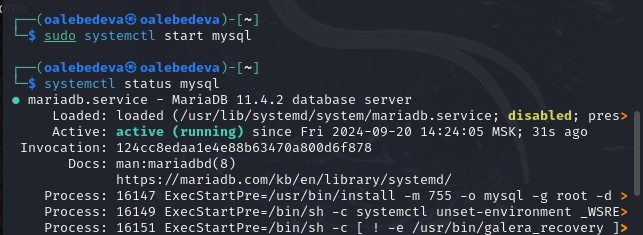 ┌──(oalebedeva㉿oalebedeva)-[~]
└─$ sudo systemctl start mysql
┌──(oalebedeva㉿oalebedeva)-[~]
└─$ systemctl status mysql
● mariadb.service - MariaDB 11.4.2 database server
Loaded: loaded (/usr/lib/systemd/system/mariadb.service; disabled; pres>
Active: active (running) since Fri 2024-09-20 14:24:05 MSK; 31s ago
Invocation: 124cc8edaa1e4e88b63470a800d6f878
Docs: man:mariadbd(8)
https://mariadb.com/kb/en/library/systemd/
Process: 16147 ExecStartPre=/usr/bin/install -m 755 -o mysql -g root -d >
Process: 16149 ExecStartPre=/bin/sh -c systemctl unset-environment _WSRE>
Process: 16151 ExecStartPre=/bin/sh -c [ ! -e /usr/bin/galera_recovery ]>